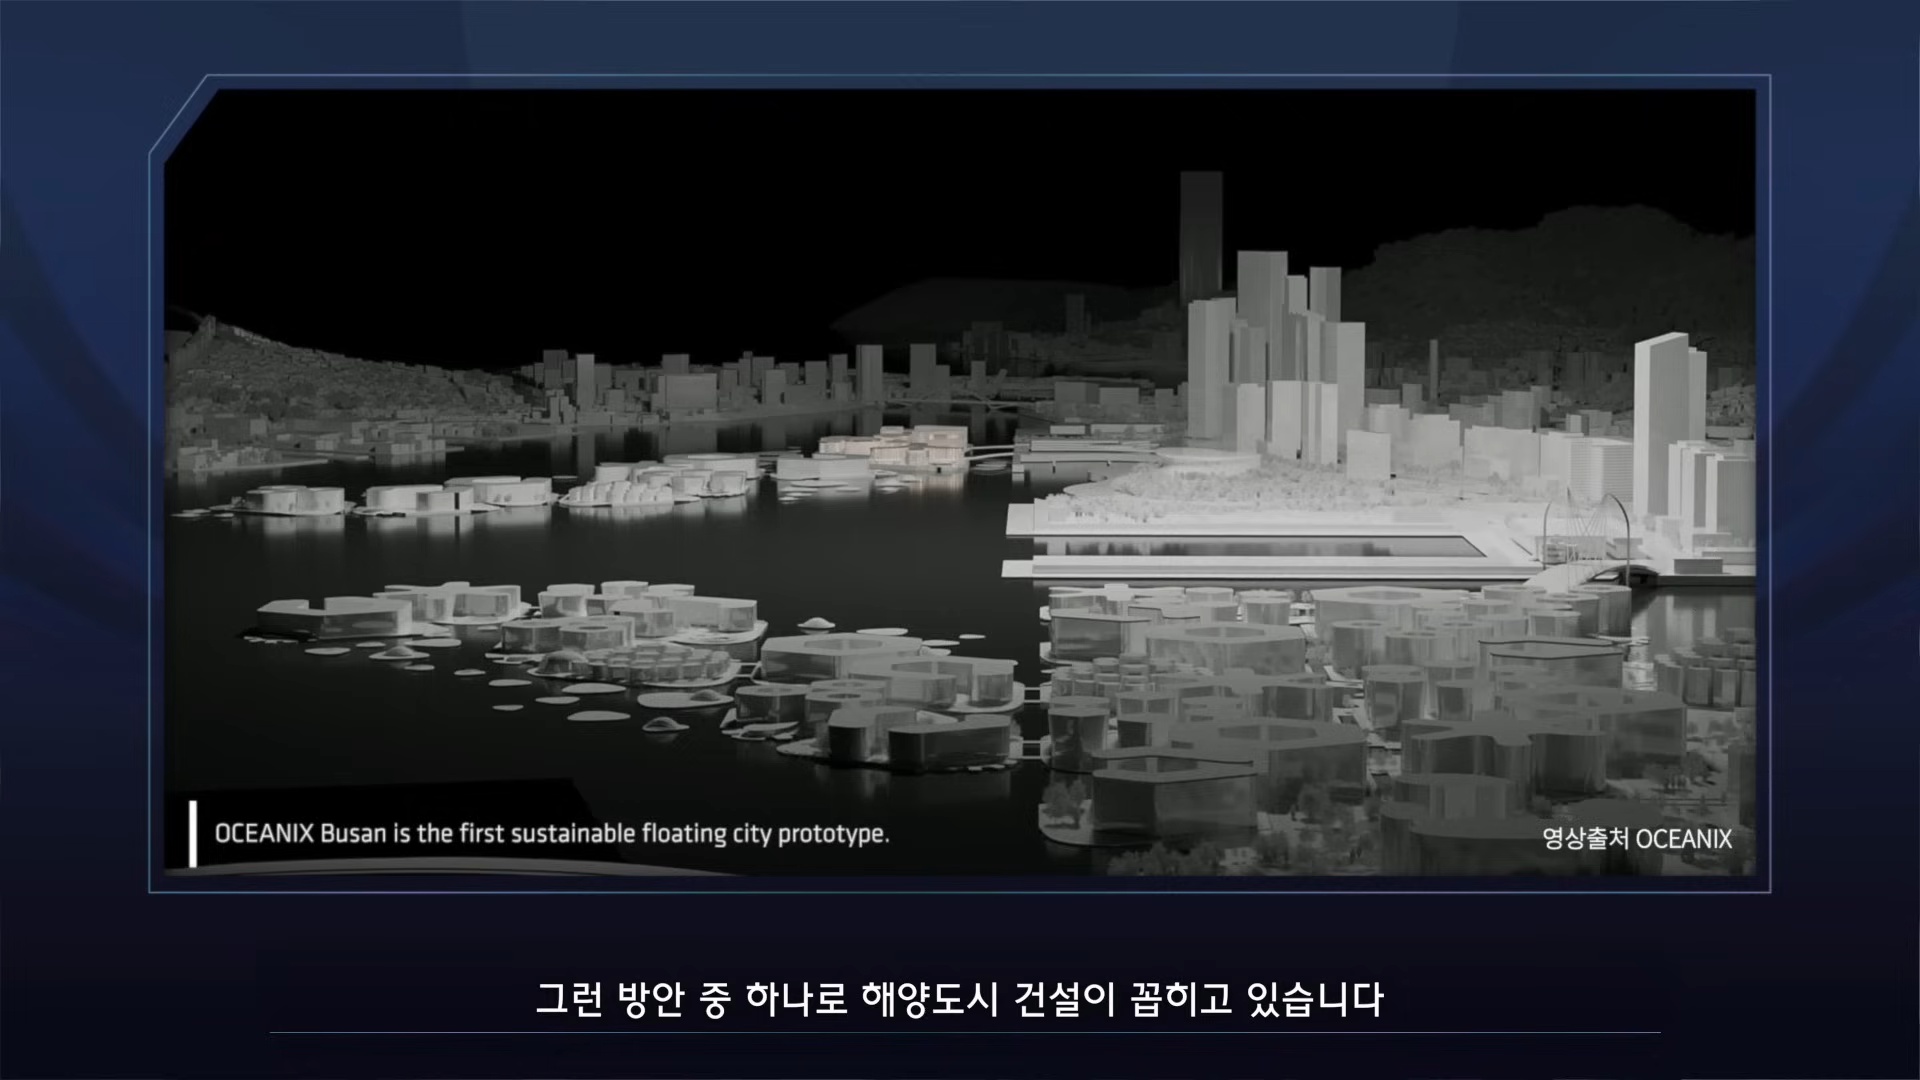 OCEANIX Busan is the first sustainable floating city prototype.
영상출처 OCEANIX
그런 방안 중 하나로 해양도시 건설이 꼽히고 있습니다